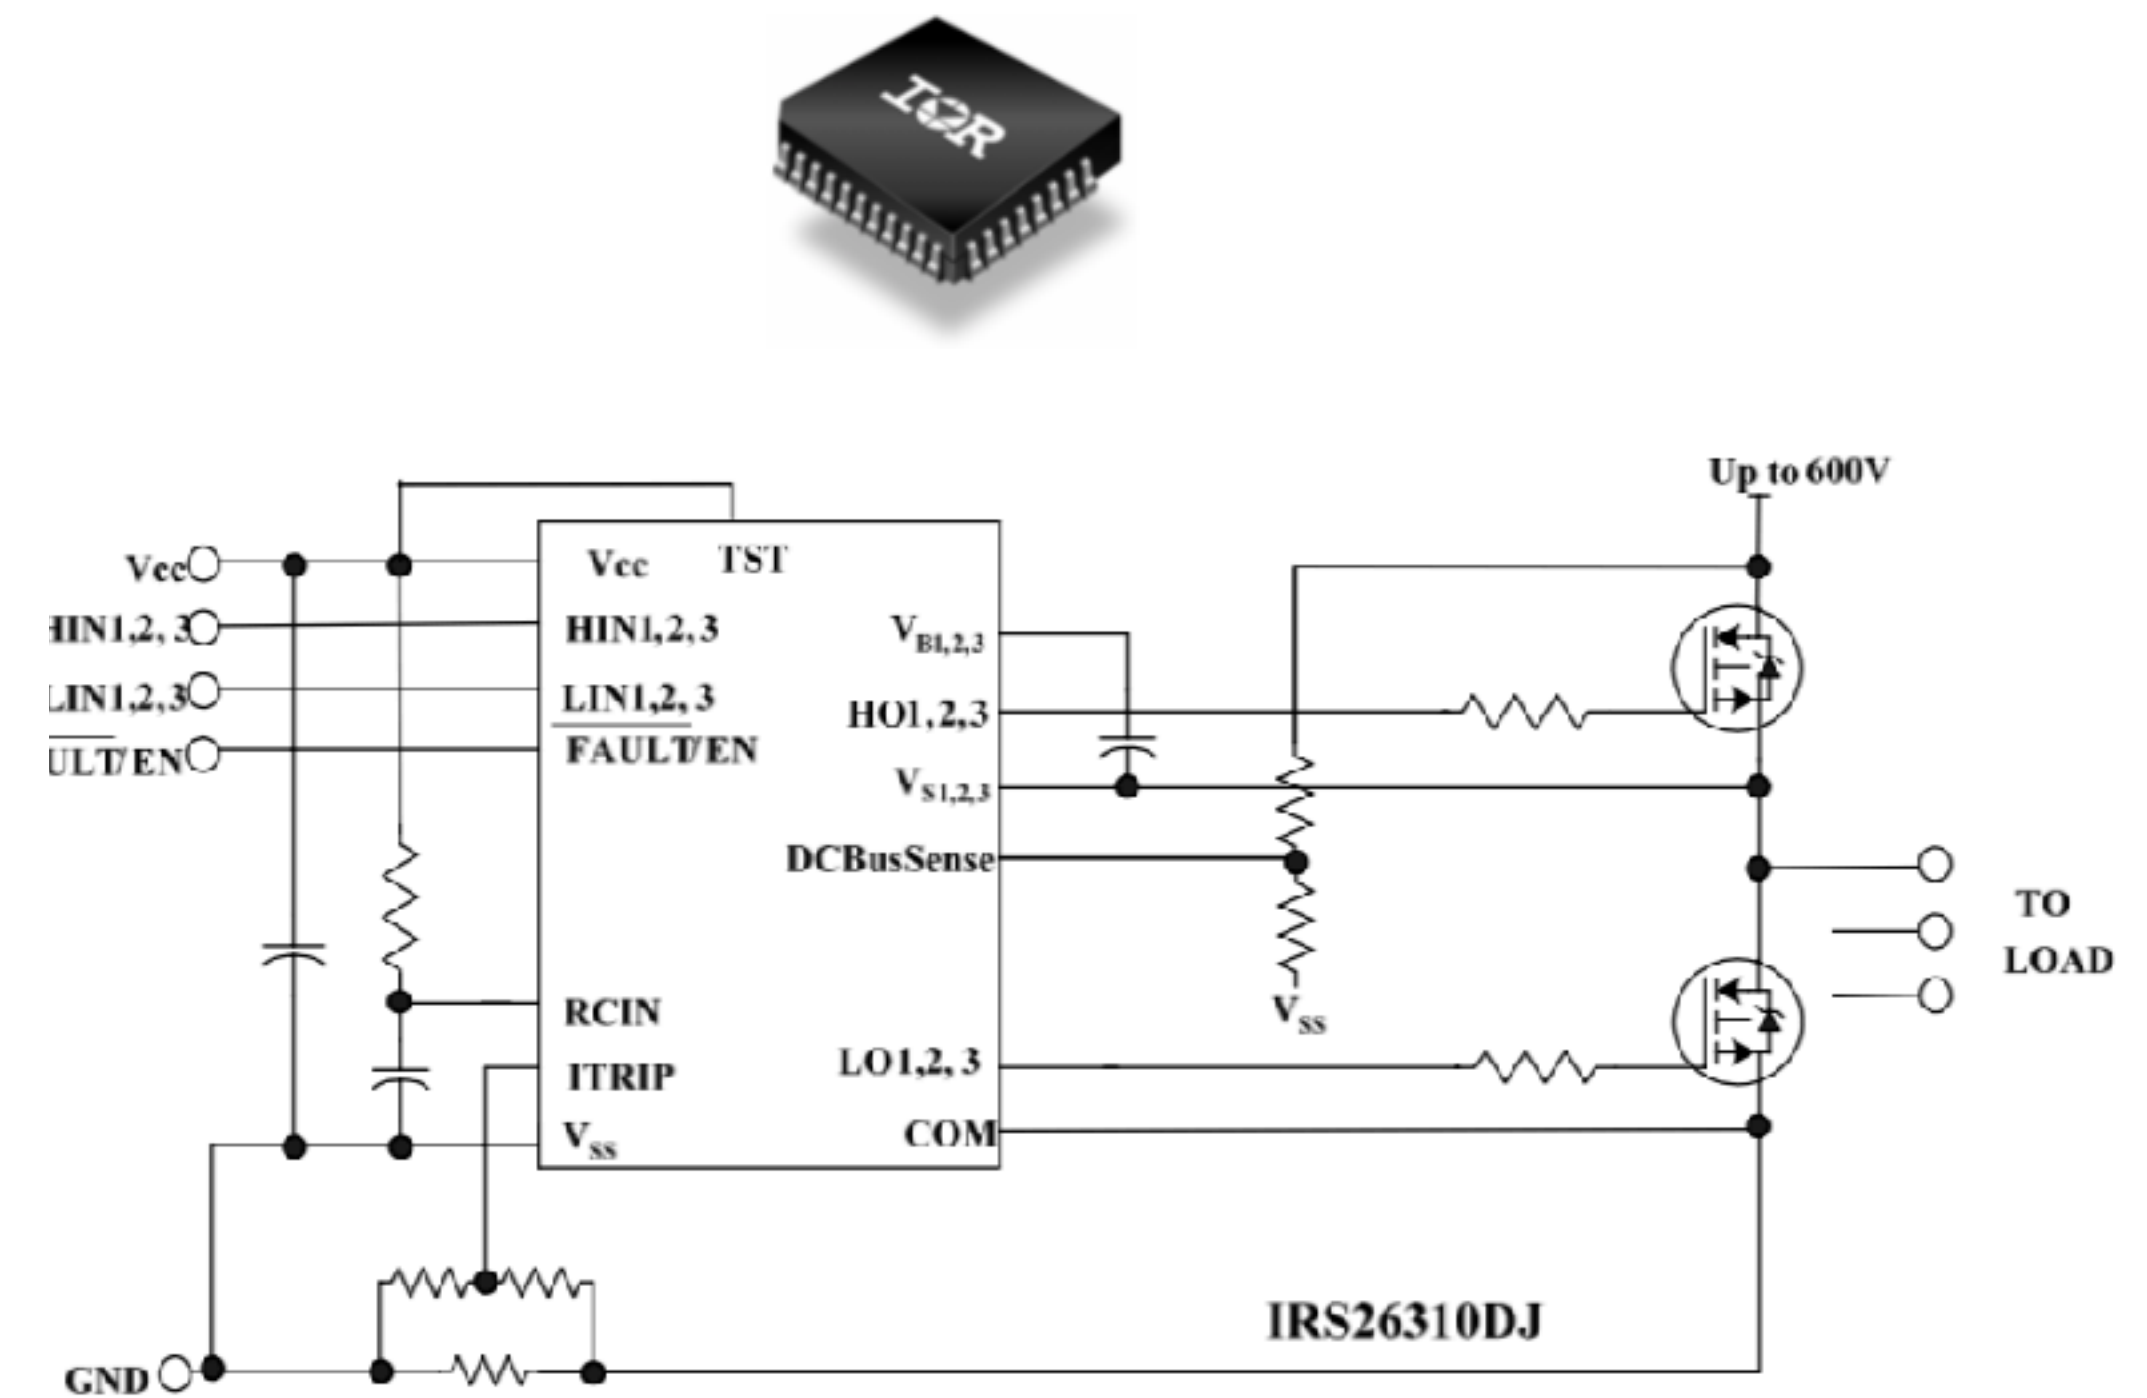 IOR
Up to 600V
Vcc
Vcc
TST
HIN1,2, 3
HIN1,2,3
VB1,2,3
LIN1,2,3
LIN1,2, 3
HO1,2,3
ULT/EN
FAULT/EN
VS1,2,3
DCBusSense
TO
LOAD
RCIN
VSS
ITRIP
LO1,2, 3
VSS
COM
IRS26310DJ
GND